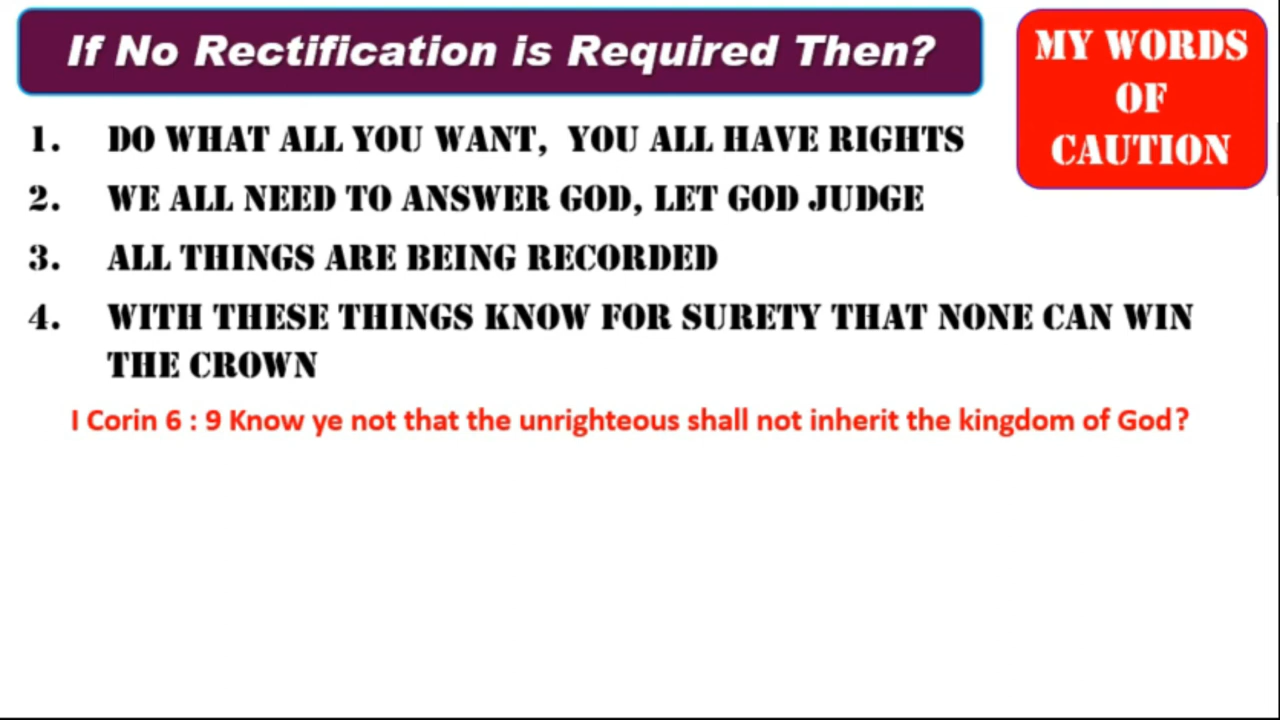 If No Rectification is Required Then?
MY WORDS
OF
CAUTION
1. DO WHAT ALL YOU WANT, YOU ALL HAVE RIGHTS
2. WE ALL NEED TO ANSWER GOD, LET GOD JUDGE
3. ALL THINGS ARE BEING RECORDED
4. WITH THESE THINGS KNOW FOR SURETY THAT NONE CAN WIN
THE CROWN
I Corin 6 : 9 Know ye not that the unrighteous shall not inherit the kingdom of God?